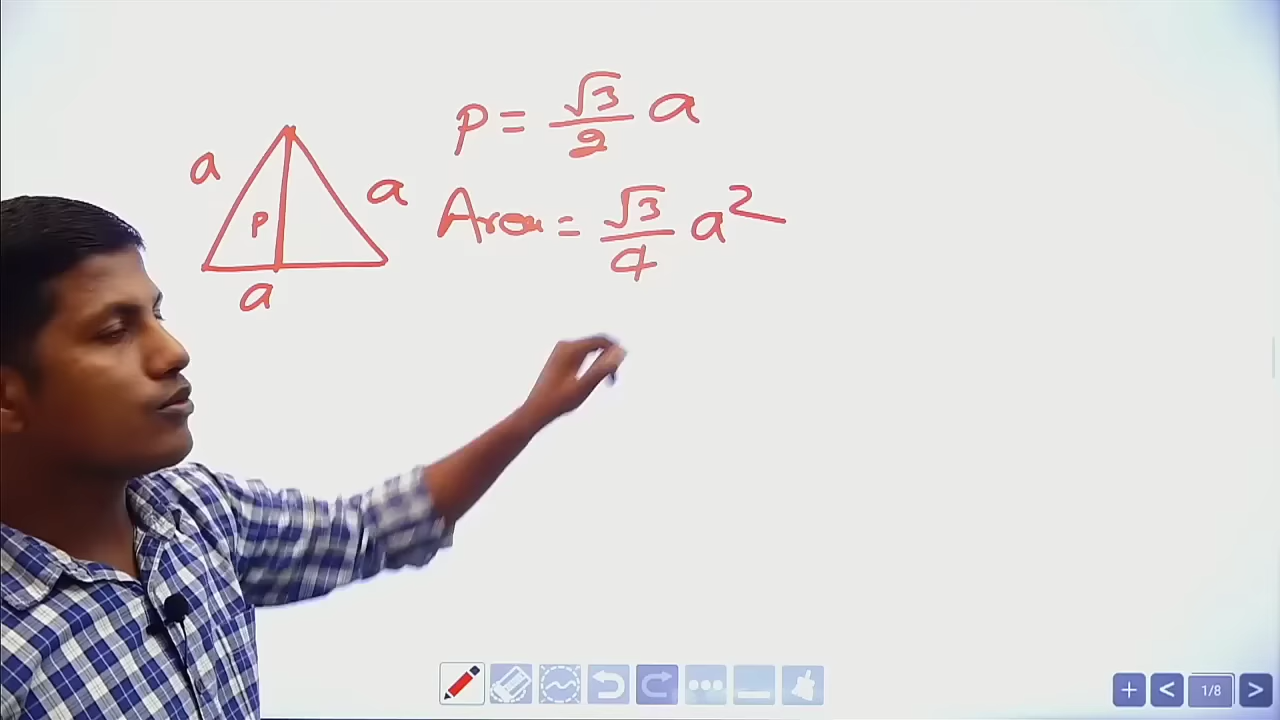 P = √3/2 a
a
a
P
Area = √3/4 a²
a
1/8